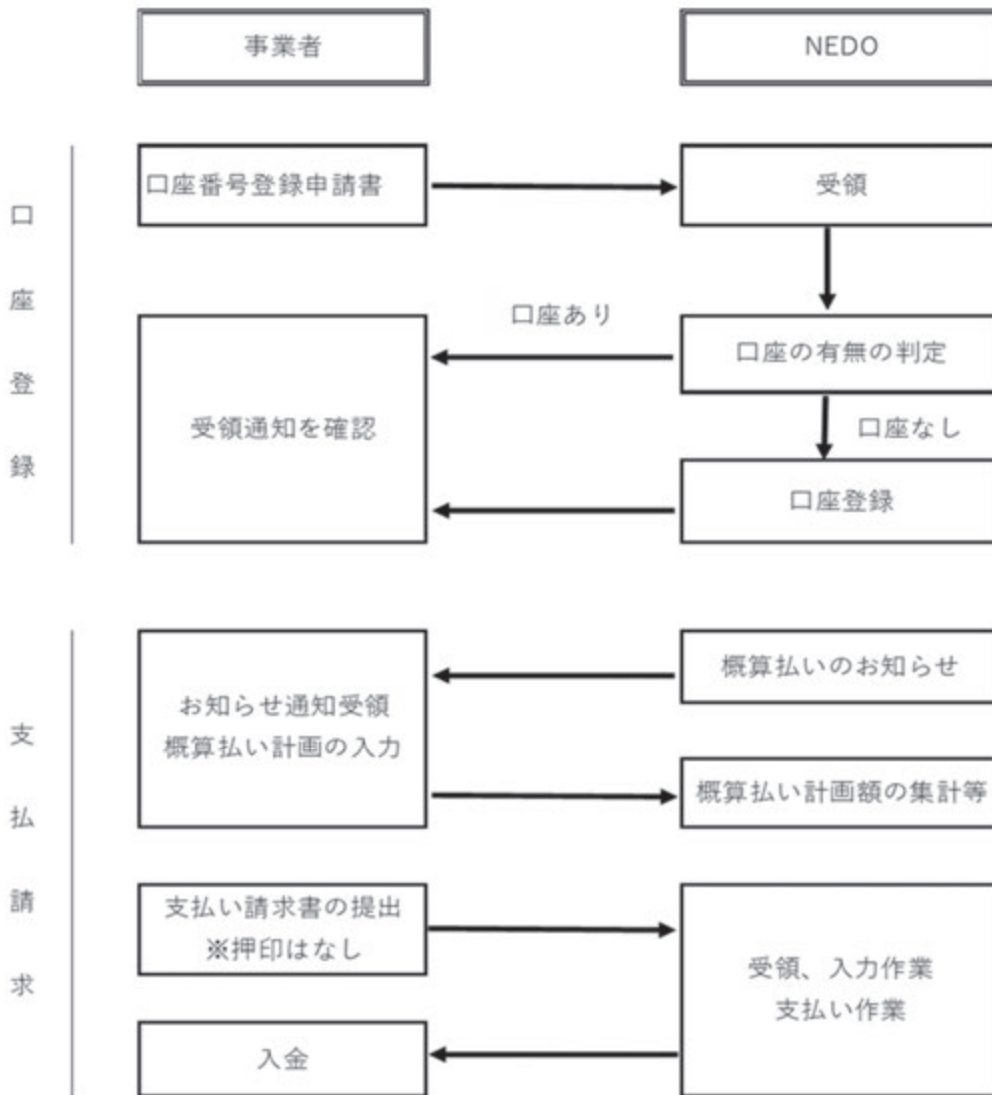 事業者
NEDO
口座登録
口座番号登録申請書
受領
口座あり
口座の有無の判定
受領通知を確認
口座なし
口座登録
支払請求
概算払いのお知らせ
お知らせ通知受領
概算払い計画の入力
概算払い計画額の集計等
支払い請求書の提出
※押印はなし
受領、入力作業
支払い作業
入金